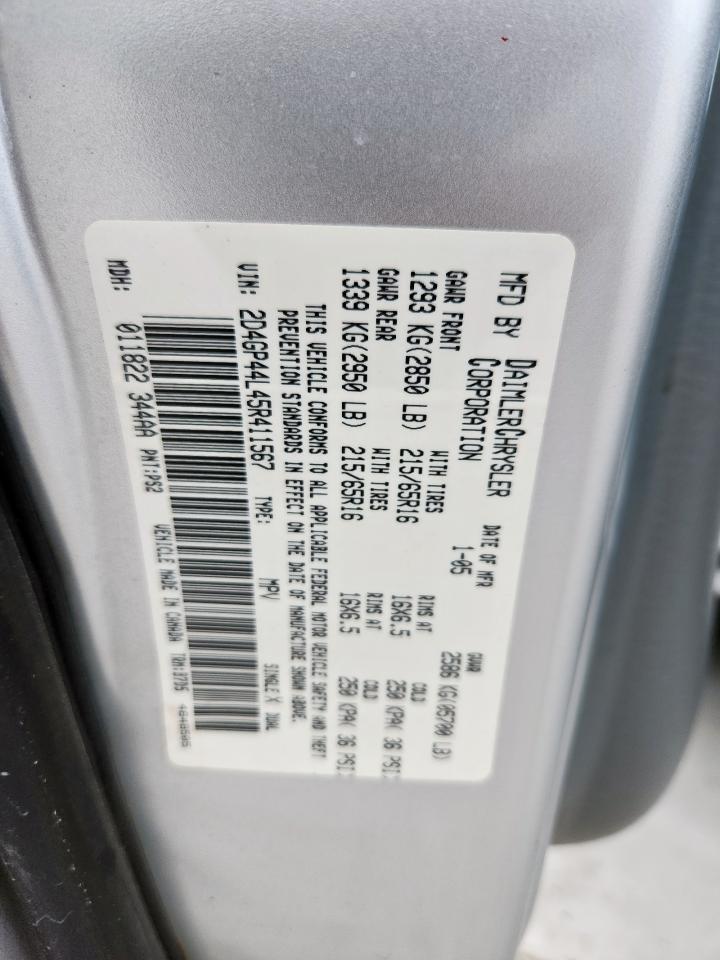 MFD BY DAIMLERCHRYSLER CORPORATION
DATE OF MFR 1-05
GAWR FRONT
1293 KG(2850 LB)
WITH TIRES
215/65R16
RIMS AT
16X6.5
COLD
250 KPA( 36 PSI)
GAWR REAR
1339 KG(2950 LB)
WITH TIRES
215/65R16
RIMS AT
16X6.5
COLD
250 KPA( 36 PSI)
2586 KG(05700 LB)
THIS VEHICLE CONFORMS TO ALL APPLICABLE FEDERAL MOTOR VEHICLE SAFETY AND THEFT
PREVENTION STANDARDS IN EFFECT ON THE DATE OF MANUFACTURE SHOWN ABOVE.
VIN: 2D4GP44L45R411567 TYPE: MPV SINGLE X
MDH: 011822 344AA PNT:PS2 VEHICLE MADE IN CANADA